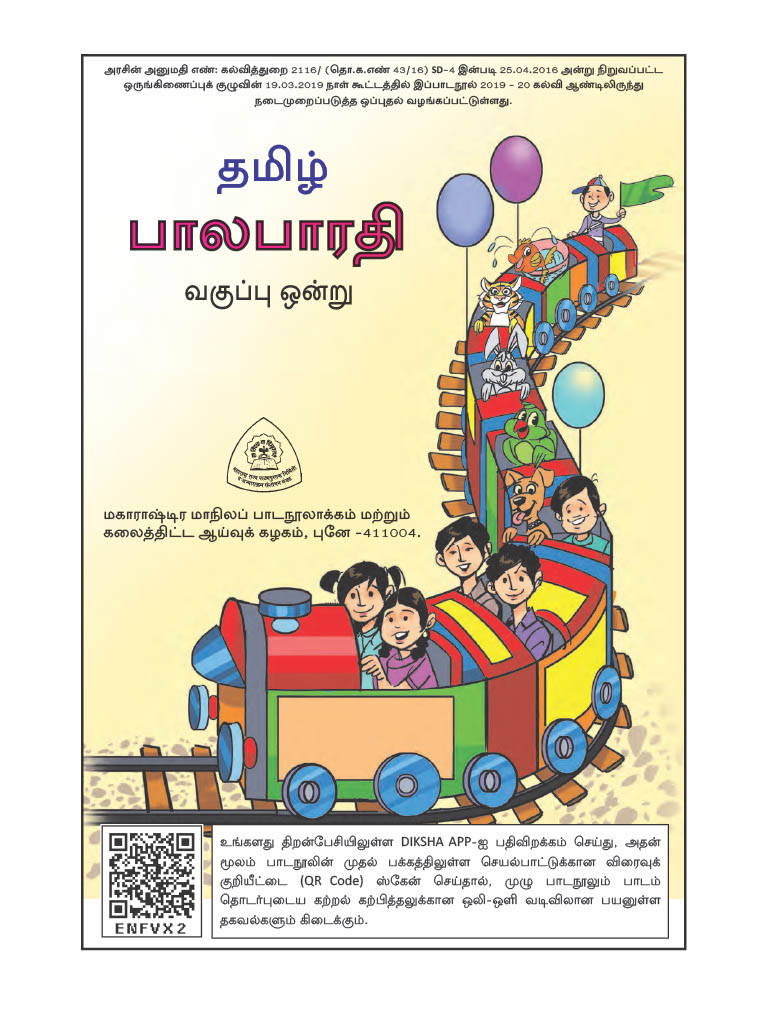 அரசின் அனுமதி எண்: கல்வித்துறை 2116/ (தொ.க.எண் 43/16) SD-4 இன்படி 25.04.2016 அன்று நிறுவப்பட்ட
ஒருங்கிணைப்புக் குழுவின் 19.03.2019 நாள் கூட்டத்தில் இப்பாடநூல் 2019 - 20 கல்வி ஆண்டிலிருந்து
நடைமுறைப்படுத்த ஒப்புதல் வழங்கப்பட்டுள்ளது.
தமிழ்
பாலபாரதி
வகுப்பு ஒன்று
மகாராஷ்டிர மாநிலப் பாடநூலாக்கம் மற்றும்
கலைத்திட்ட ஆய்வுக் கழகம், புனே -411004.
உங்களது திறன்பேசியிலுள்ள DIKSHA APP-ஐ பதிவிறக்கம் செய்து, அதன்
மூலம் பாடநூலின் முதல் பக்கத்திலுள்ள செயல்பாட்டுக்கான விரைவுக்
குறியீட்டை (QR Code) ஸ்கேன் செய்தால், முழு பாடநூலும் பாடம்
தொடர்புடைய கற்றல் கற்பித்தலுக்கான ஒலி-ஒளி வடிவிலான பயனுள்ள
தகவல்களும் கிடைக்கும்.
ENFVX2